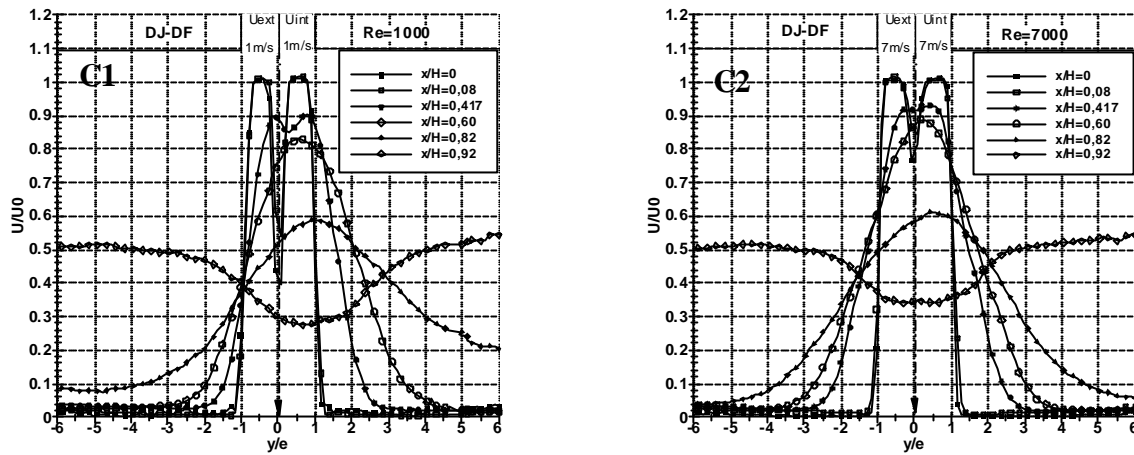 DJ-DF
Uext
Uint
Re=1000
1m/s
1m/s
C1
x/H=0
x/H=0,08
x/H=0,417
x/H=0,60
x/H=0,82
x/H=0,92
U/U0
1.2
1.1
1
0.9
0.8
0.7
0.6
0.5
0.4
0.3
0.2
0.1
0
-6 -5 -4 -3 -2 -1 0 1 2 3 4 5 6
y/e
DJ-DF
Uext
Uint
Re=7000
7m/s
7m/s
C2
x/H=0
x/H=0,08
x/H=0,417
x/H=0,60
x/H=0,82
x/H=0,92
U/U0
1.2
1.1
1
0.9
0.8
0.7
0.6
0.5
0.4
0.3
0.2
0.1
0
-6 -5 -4 -3 -2 -1 0 1 2 3 4 5 6
y/e